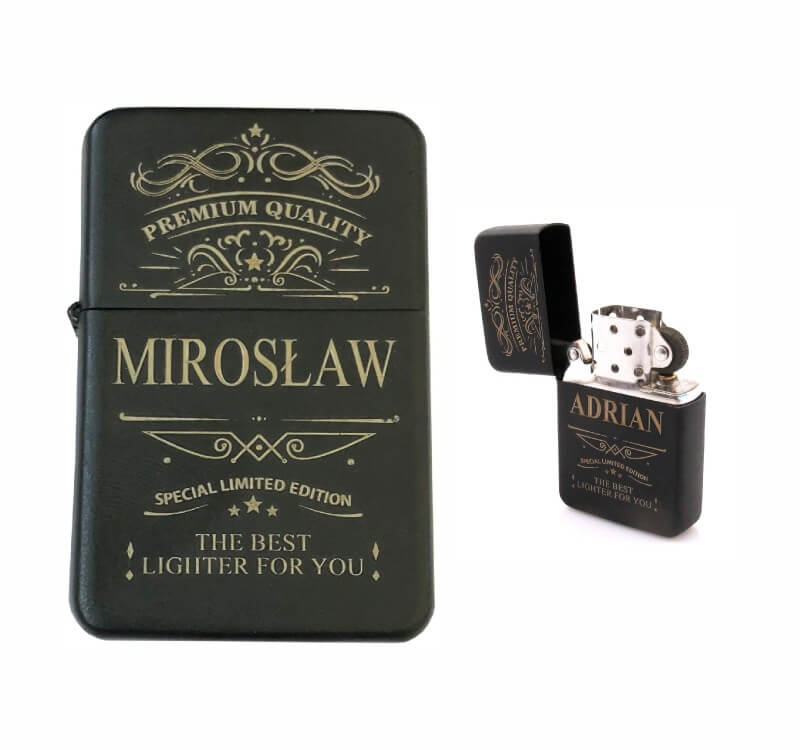 PREMIUM QUALITY
MIROSŁAW
SPECIAL LIMITED EDITION
THE BEST
LIGHTER FOR YOU
PREMIUM QUALITY
ADRIAN
SPECIAL LIMITED EDITION
THE BEST
LIGHTER FOR YOU